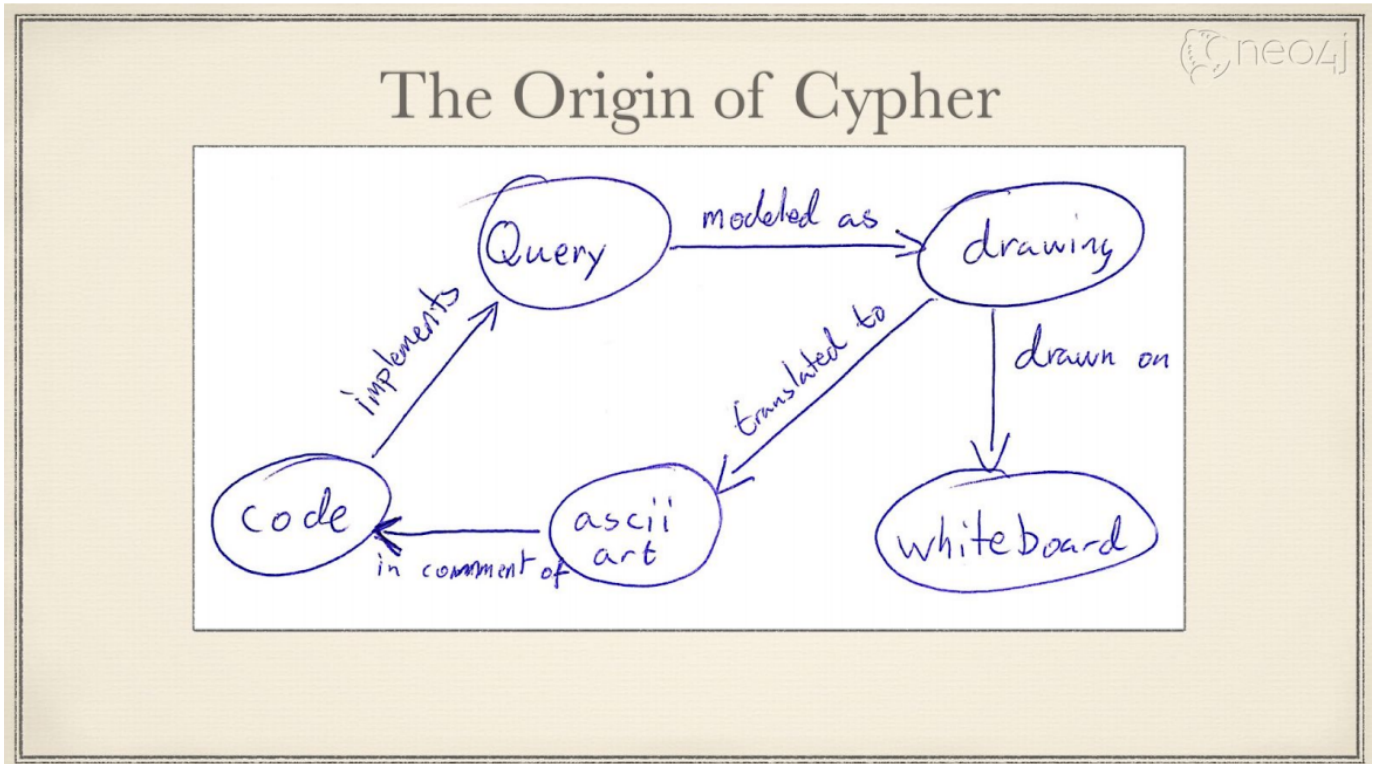 neo4j
The Origin of Cypher
Query
modeled as
drawing
implements
translated to
drawn on
code
in comment of
ascii
art
whiteboard